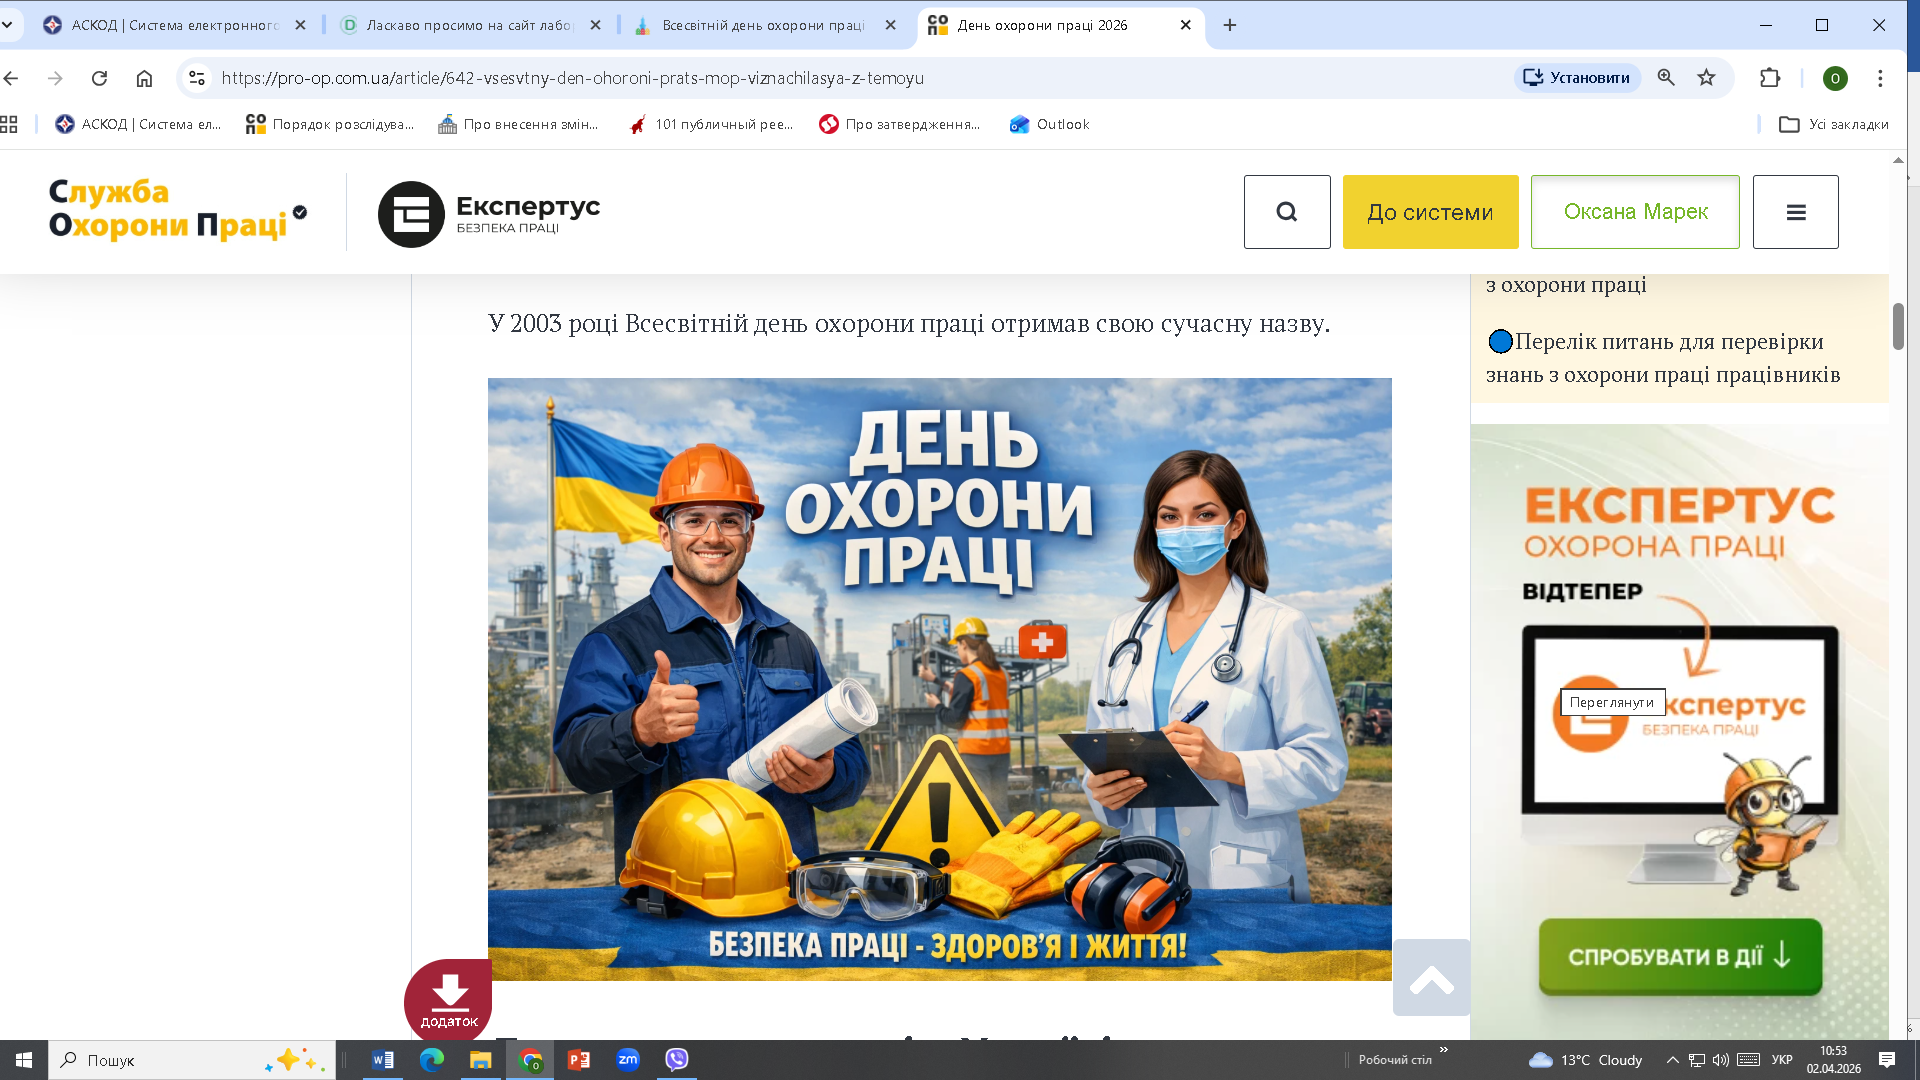 АСКОД | Система електронного
Ласкаво просимо на сайт лабо
Всесвітній день охорони праці
День охорони праці 2026
https://pro-op.com.ua/article/642-vsesvtny-den-ohoroni-prats-mop-viznachilasya-z-temoyu
Установити
O
АСКОД | Система ел...
Порядок розслідува...
Про внесення змін...
101 публичный рее...
Про затвердження...
Outlook
Усі закладки
Служба
Охорони Праці
Експертус
БЕЗПЕКА ПРАЦІ
До системи
Оксана Марек
з охорони праці
У 2003 році Всесвітній день охорони праці отримав свою сучасну назву.
Перелік питань для перевірки
знань з охорони праці працівників
ДЕНЬ
ОХОРОНИ
ПРАЦІ
БЕЗПЕКА ПРАЦІ - ЗДОРОВ'Я І ЖИТТЯ!
ЕКСПЕРТУС
ОХОРОНА ПРАЦІ
ВІДТЕПЕР
Переглянути
кспертус
БЕЗПЕКА ПРАЦІ
СПРОБУВАТИ В ДІЇ
додаток
Пошук
Робочий стіл
13°C Cloudy
УКР
10:53
02.04.2026